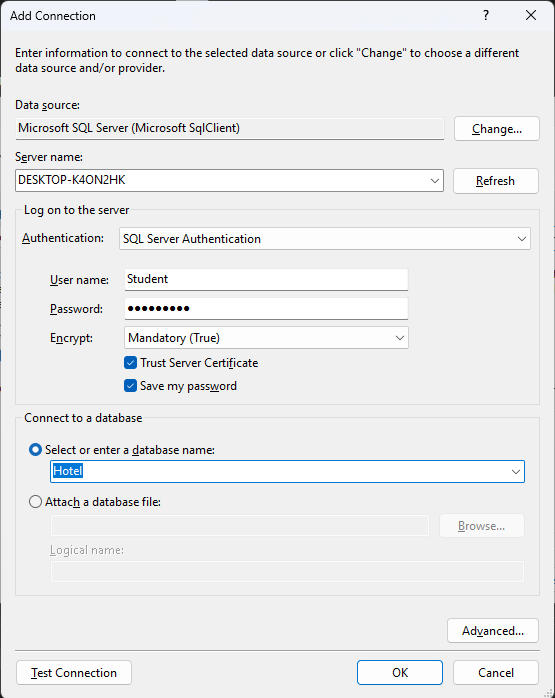 Add Connection
?
Enter information to connect to the selected data source or click "Change" to choose a different
data source and/or provider.
Data source:
Microsoft SQL Server (Microsoft SqlClient)
Change...
Server name:
DESKTOP-K4ON2HK
Refresh
Log on to the server
Authentication:
SQL Server Authentication
User name:
Student
Password:
●●●●●●●●●
Encrypt:
Mandatory (True)
Trust Server Certificate
Save my password
Connect to a database
Select or enter a database name:
Hotel
Attach a database file:
Browse...
Logical name:
Advanced...
Test Connection
OK
Cancel